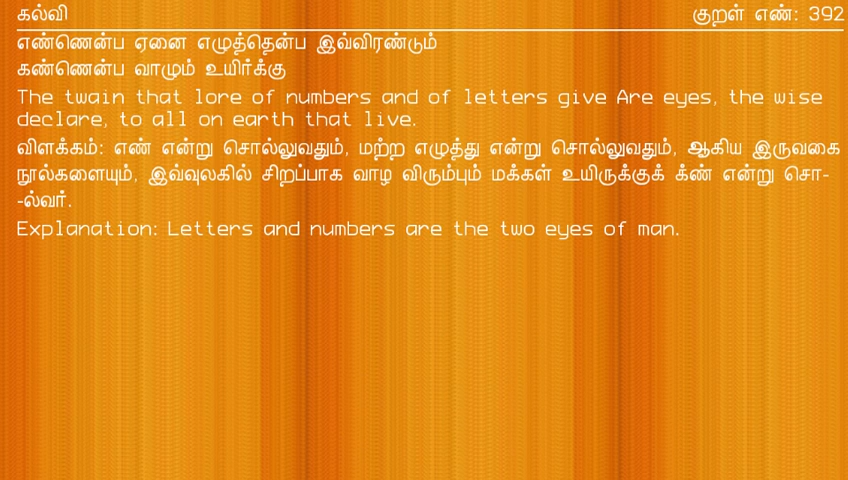 கல்வி குறள் எண்: 392
எண்ணென்ப ஏனை எழுத்தென்ப இவ்விரண்டும்
கண்ணென்ப வாழும் உயிர்க்கு
The twain that lore of numbers and of letters give Are eyes, the wise
declare, to all on earth that live.
விளக்கம்: எண் என்று சொல்லுவதும், மற்ற எழுத்து என்று சொல்லுவதும், ஆகிய இருவகை
நூல்களையும், இவ்வுலகில் சிறப்பாக வாழ விரும்பும் மக்கள் உயிருக்குக் க்ண் என்று சொ-
-ல்வர்.
Explanation: Letters and numbers are the two eyes of man.